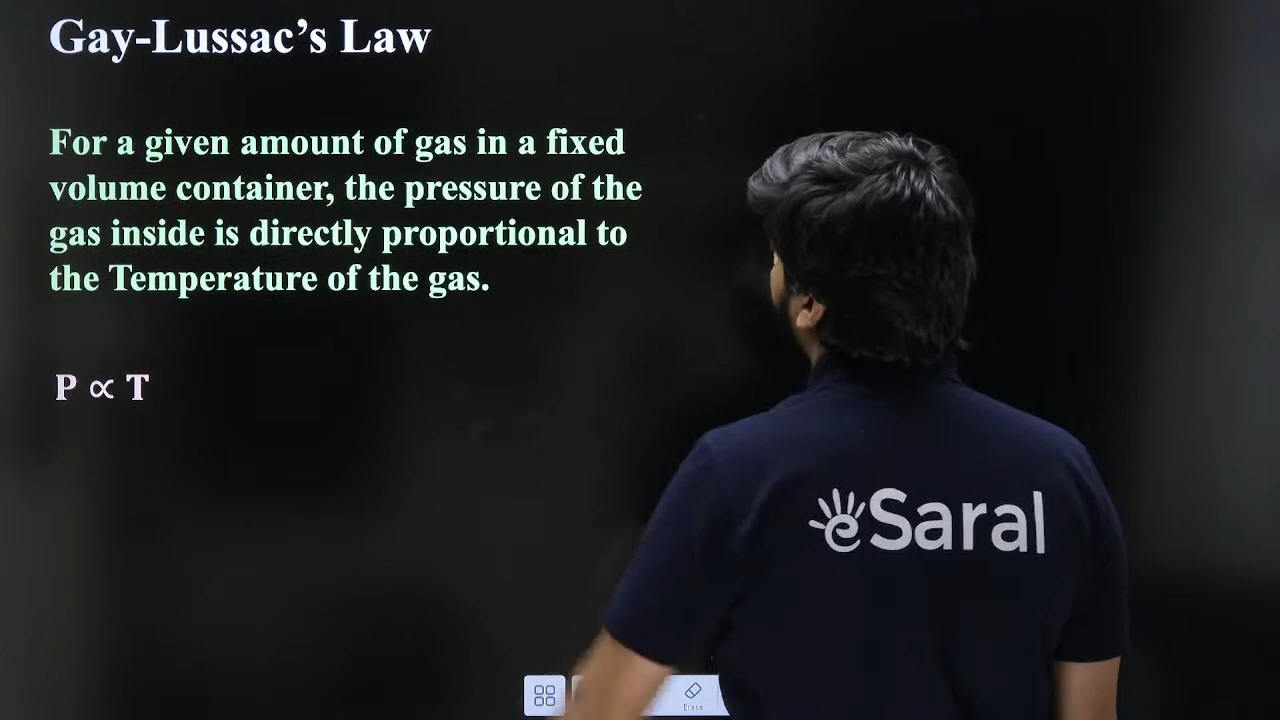 Gay-Lussac’s Law
For a given amount of gas in a fixed
volume container, the pressure of the
gas inside is directly proportional to
the Temperature of the gas.
P ∝ T
eSaral
Erase